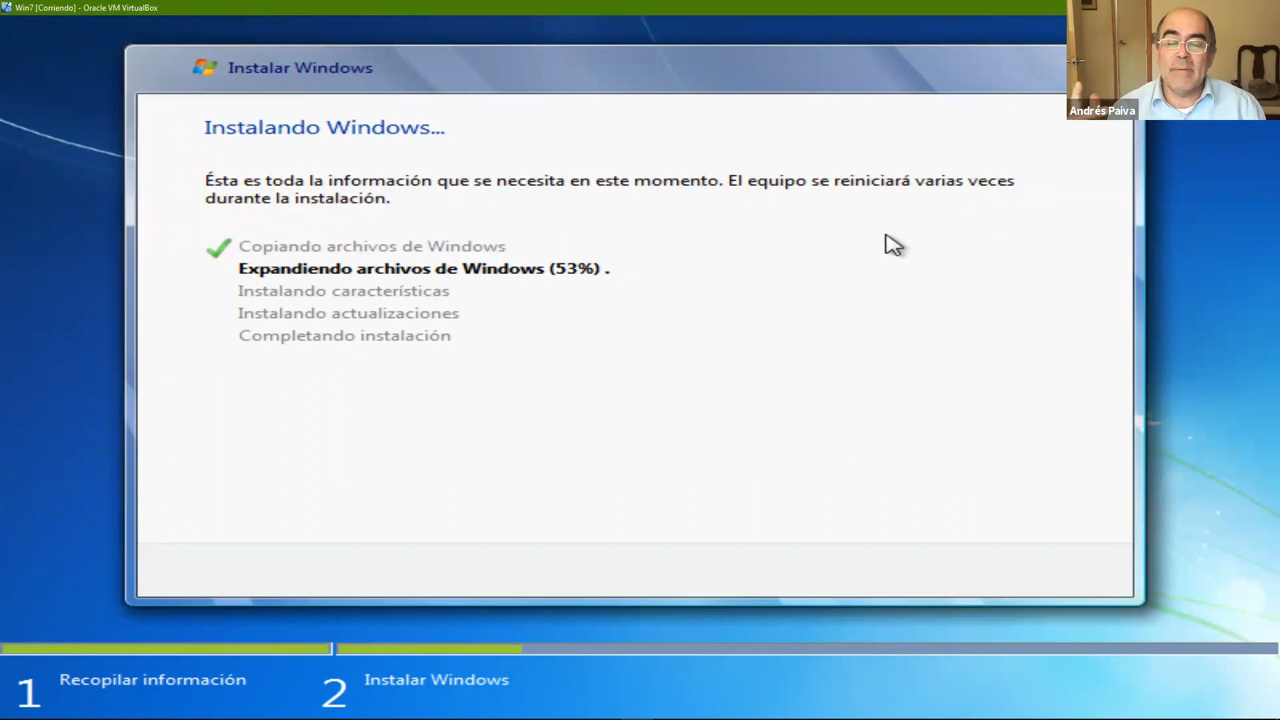 Win7 [Corriendo] - Oracle VM VirtualBox
Instalar Windows
Andrés Paiva
Instalando Windows...
Ésta es toda la información que se necesita en este momento. El equipo se reiniciará varias veces
durante la instalación.
Copiando archivos de Windows
Expandiendo archivos de Windows (53%) .
Instalando características
Instalando actualizaciones
Completando instalación
1 Recopilar información
2 Instalar Windows